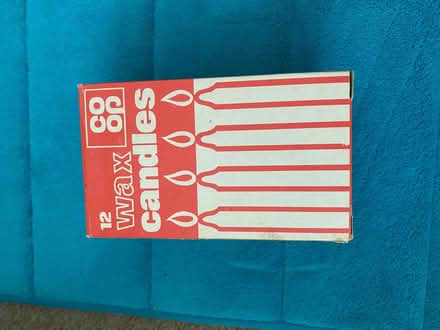 12 wax
co
op
candles